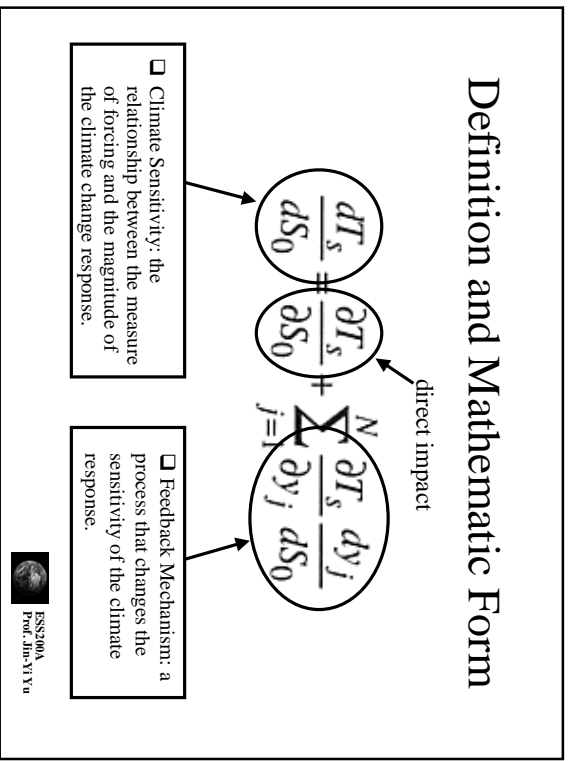 Definition and Mathematic Form
direct impact
dT_s/dS_0 = ∂T_s/∂S_0 + ∑_{j=1}^{N} ∂T_s/∂y_j dy_j/dS_0
❑ Climate Sensitivity: the
relationship between the measure
of forcing and the magnitude of
the climate change response.
❑ Feedback Mechanism: a
process that changes the
sensitivity of the climate
response.
ESS200A
Prof. Jin-Yi Yu